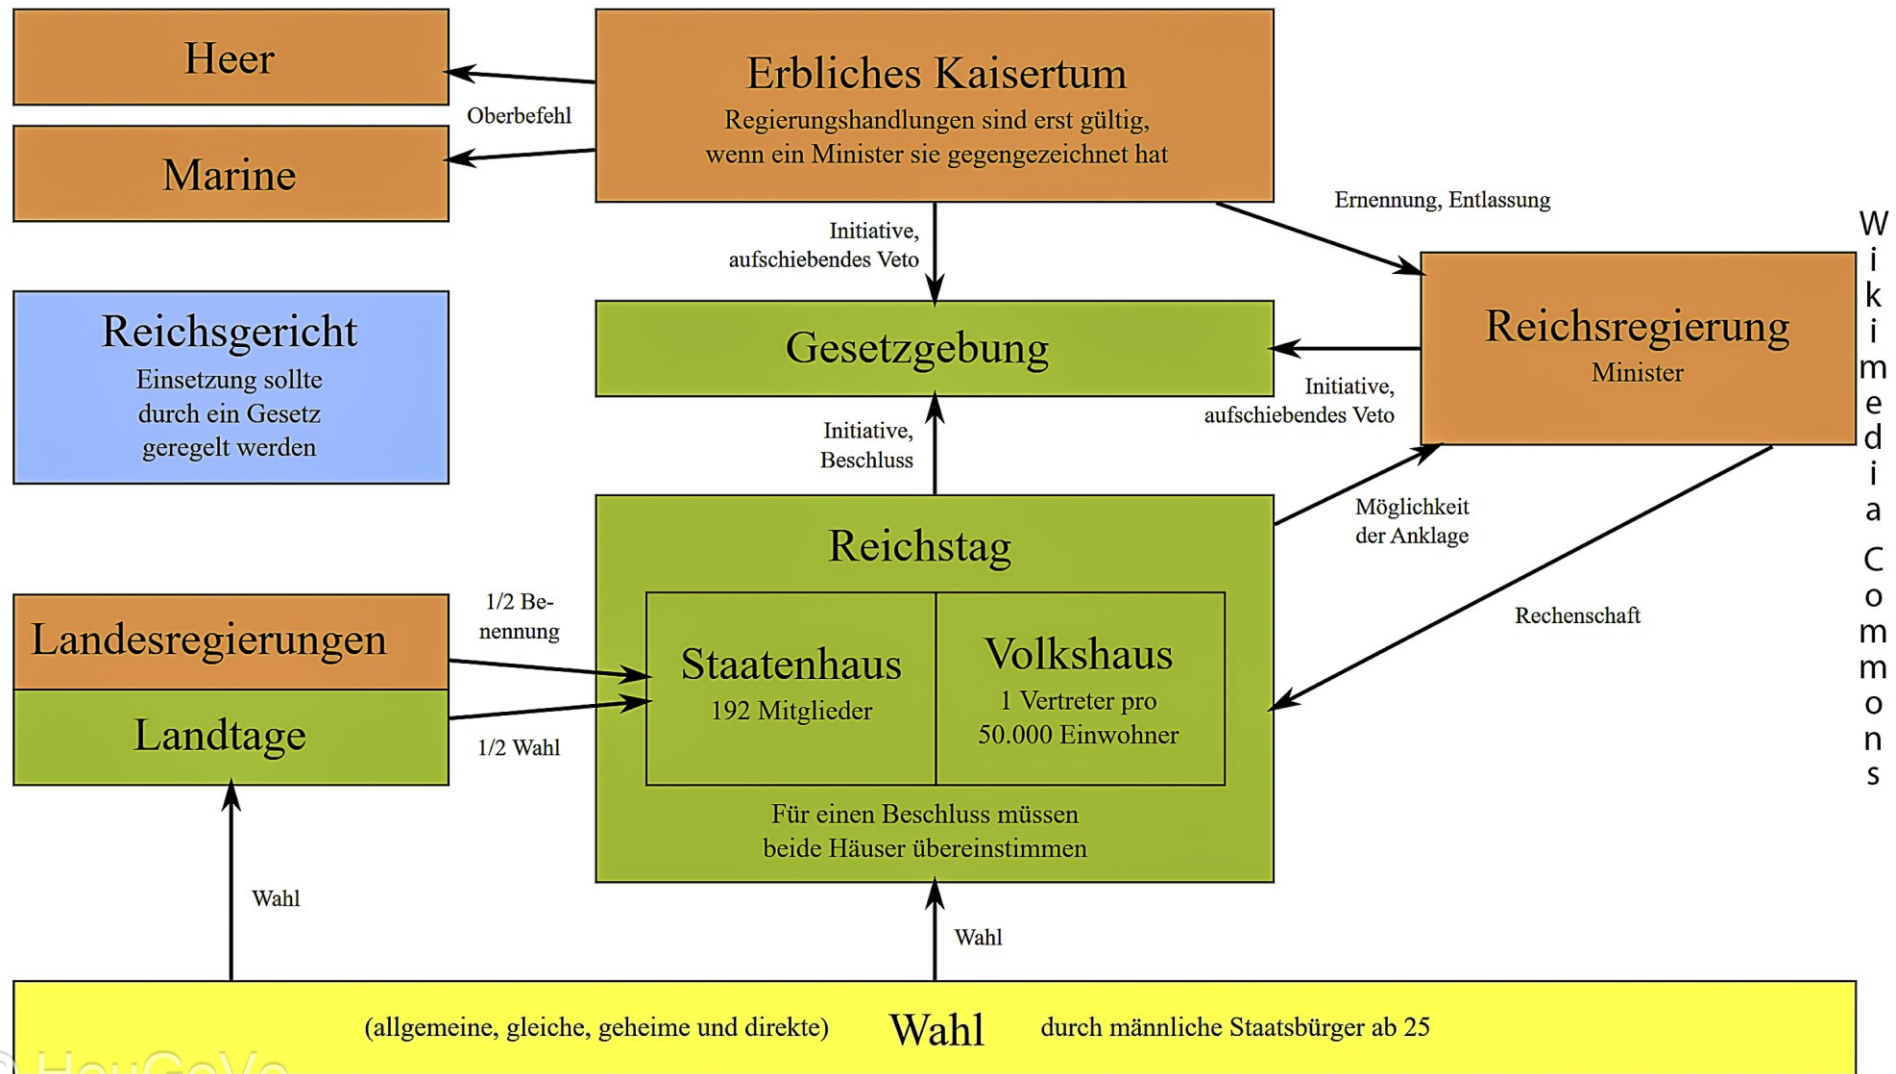 Heer
Oberbefehl
Marine
Erbliches Kaisertum
Regierungshandlungen sind erst gültig,
wenn ein Minister sie gegengezeichnet hat
Ernennung, Entlassung
Initiative,
aufschiebendes Veto
Reichsgericht
Einsetzung sollte
durch ein Gesetz
geregelt werden
Gesetzgebung
Reichsregierung
Minister
Initiative,
aufschiebendes Veto
Initiative,
Beschluss
Möglichkeit
der Anklage
Rechenschaft
Reichstag
Landesregierungen
Landtage
1/2 Be-
nennung
1/2 Wahl
Staatenhaus
192 Mitglieder
Volkshaus
1 Vertreter pro
50.000 Einwohner
Für einen Beschluss müssen
beide Häuser übereinstimmen
Wahl
Wahl
(allgemeine, gleiche, geheime und direkte) Wahl durch männliche Staatsbürger ab 25
Wikimedia Commons
© HouGeVe